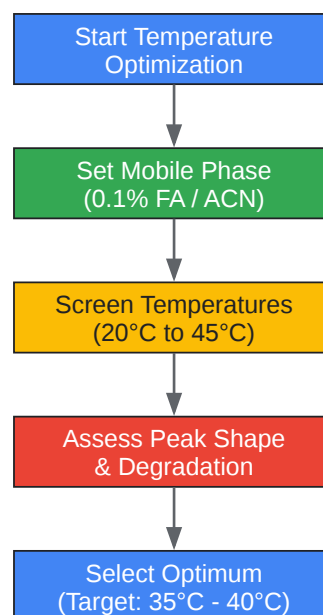 Start Temperature
Optimization
Set Mobile Phase
(0.1% FA / ACN)
Screen Temperatures
(20°C to 45°C)
Assess Peak Shape
& Degradation
Select Optimum
(Target: 35°C - 40°C)